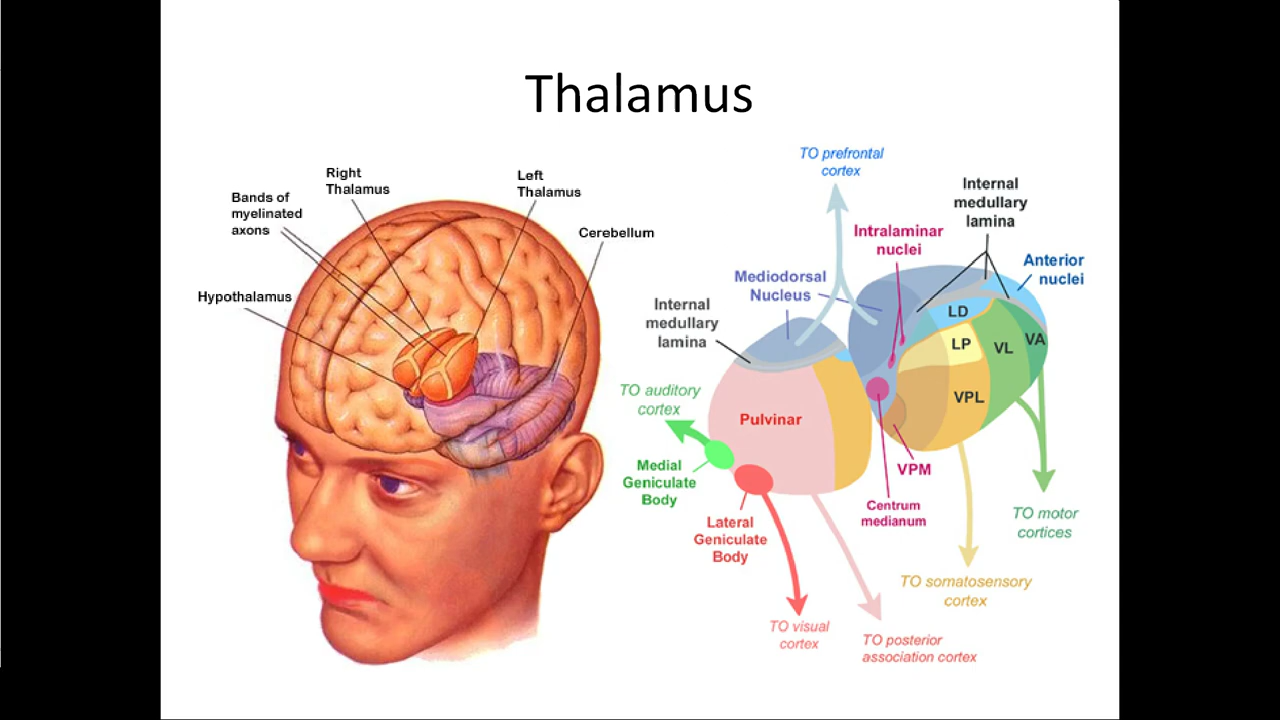 Thalamus
Right
Thalamus
Left
Thalamus
Bands of
myelinated
axons
Cerebellum
Hypothalamus
TO prefrontal
cortex
Internal
medullary
lamina
Intralaminar
nuclei
Anterior
nuclei
Mediodorsal
Nucleus
Internal
medullary
lamina
LD
LP
VL
VA
VPL
TO auditory
cortex
Pulvinar
Medial
Geniculate
Body
VPM
Lateral
Geniculate
Body
Centrum
medianum
TO motor
cortices
TO somatosensory
cortex
TO visual
cortex
TO posterior
association cortex